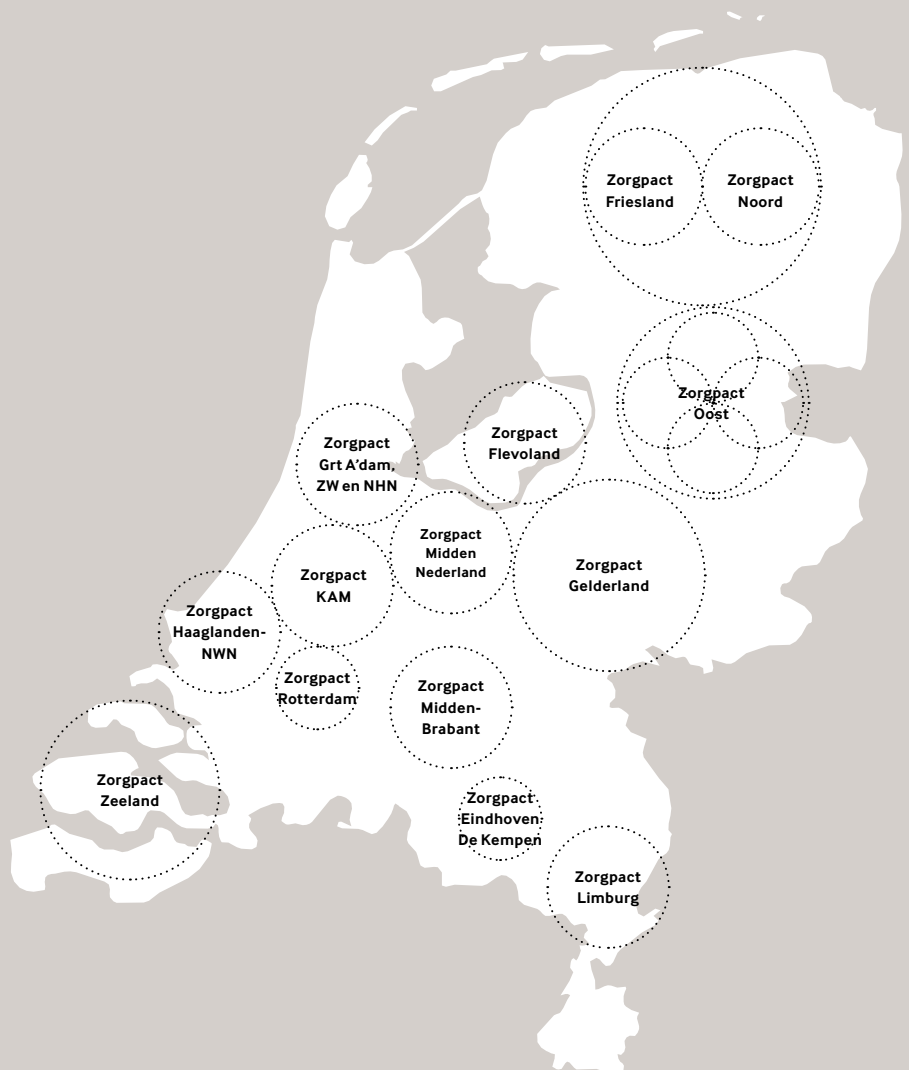 Zorgpact
Friesland
Zorgpact
Noord
Zorgpact
Oost
Zorgpact
Flevoland
Zorgpact
Grt A'dam,
ZW en NHN
Zorgpact
Midden
Nederland
Zorgpact
Gelderland
Zorgpact
KAM
Zorgpact
Haaglanden-
NWN
Zorgpact
Rotterdam
Zorgpact
Midden-
Brabant
Zorgpact
Zeeland
Zorgpact
Eindhoven
De Kempen
Zorgpact
Limburg